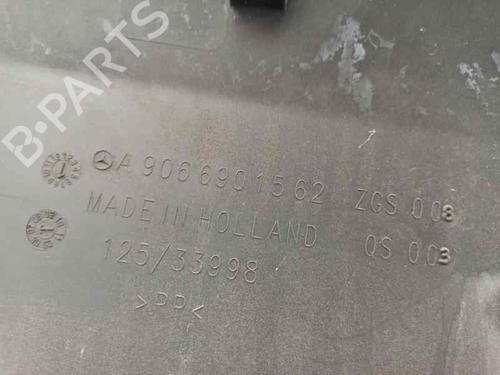 B-PARTS
A 906 690 15 62 ZGS 003
MADE IN HOLLAND QS 003
125/33998
>PP<